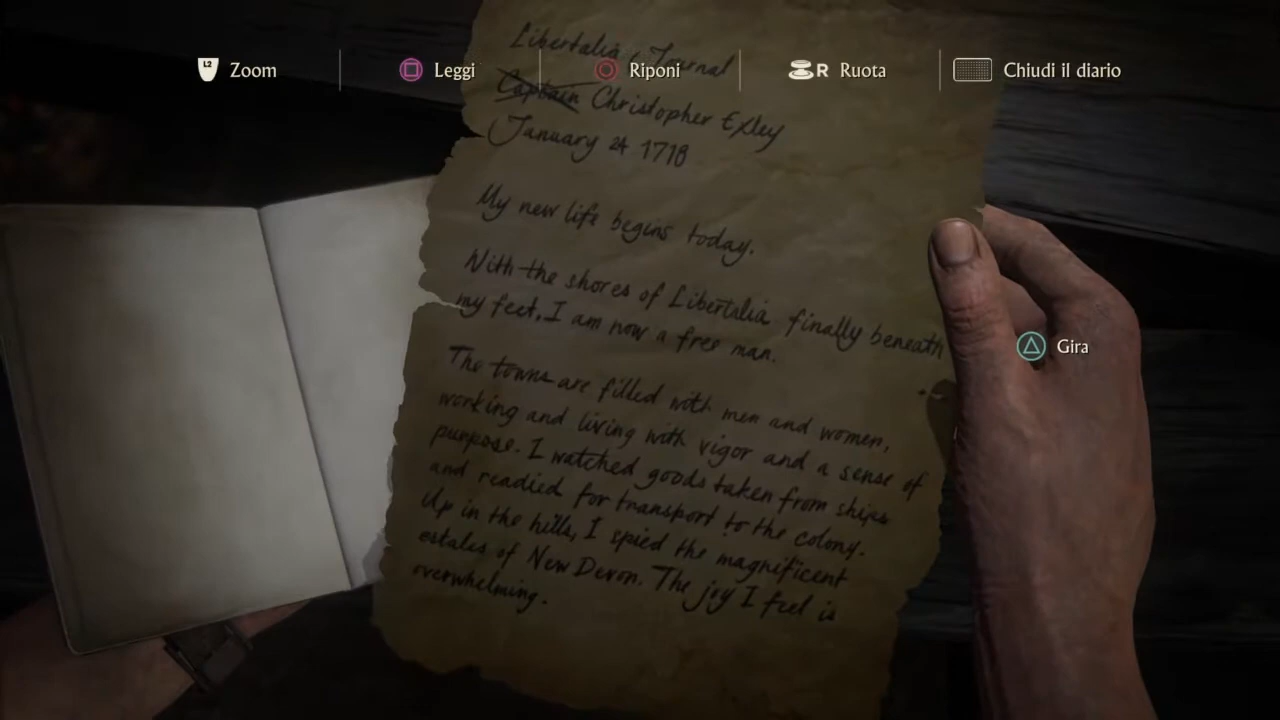 L2 Zoom
Leggi
Riponi
R Ruota
Chiudi il diario
Libertalia Journal
Captain Christopher Exley
January 24 1718
My new life begins today.
With the shores of Libertalia finally beneath
my feet, I am now a free man.
The towns are filled with men and women,
working and living with vigor and a sense of
purpose. I watched goods taken from ships
and readied for transport to the colony.
Up in the hills, I spied the magnificent
estates of New Devon. The joy I feel is
overwhelming.
Gira